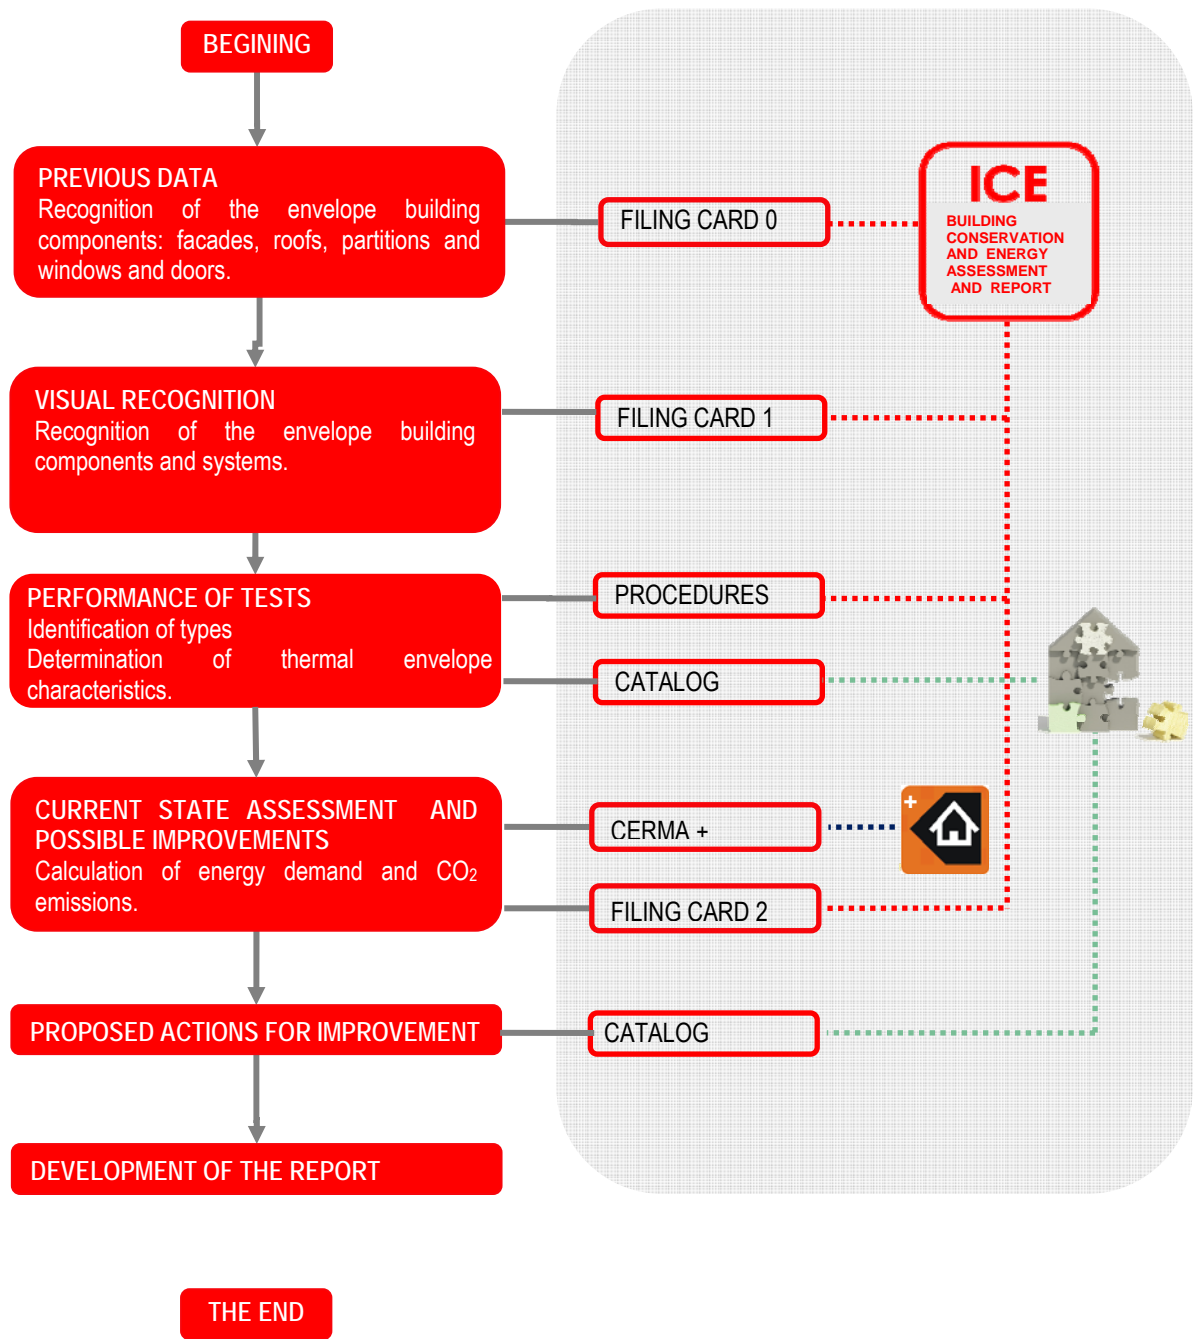 BEGINING
PREVIOUS DATA
Recognition of the envelope building
components: facades, roofs, partitions and
windows and doors.
FILING CARD 0
ICE
BUILDING
CONSERVATION
AND ENERGY
ASSESSMENT
AND REPORT
VISUAL RECOGNITION
Recognition of the envelope building
components and systems.
FILING CARD 1
PERFORMANCE OF TESTS
Identification of types
Determination of thermal envelope
characteristics.
PROCEDURES
CATALOG
CURRENT STATE ASSESSMENT AND
POSSIBLE IMPROVEMENTS
Calculation of energy demand and CO₂
emissions.
CERMA +
+
FILING CARD 2
PROPOSED ACTIONS FOR IMPROVEMENT
CATALOG
DEVELOPMENT OF THE REPORT
THE END